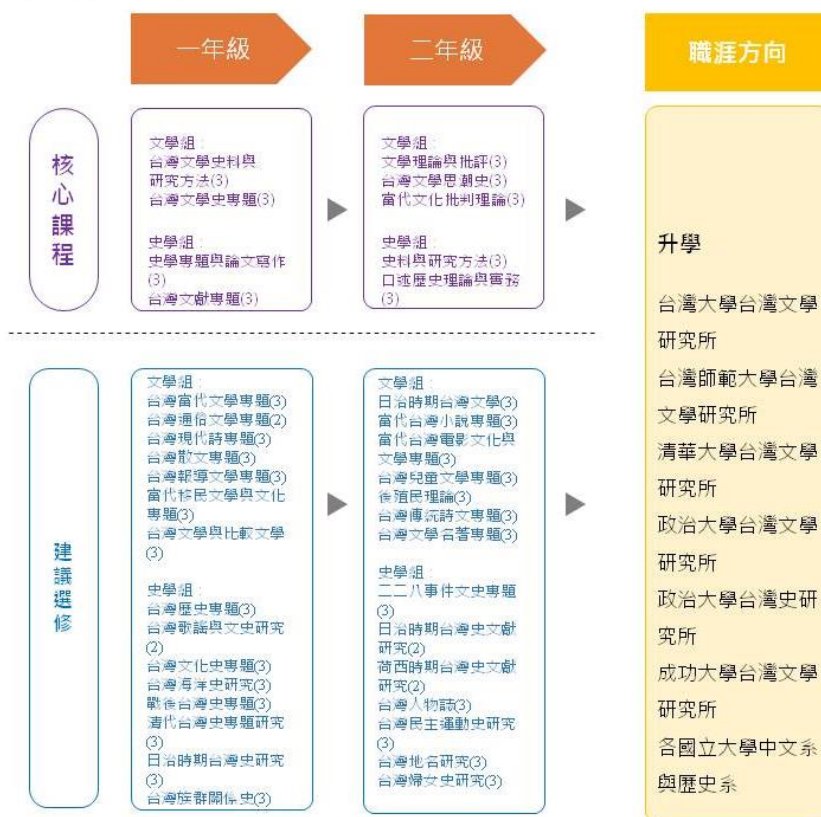 一年級
二年級
職涯方向
核心課程
文學組:
台灣文學史料與
研究方法(3)
台灣文學史專題(3)
史學組:
史學專題與論文寫作
(3)
台灣文獻專題(3)
文學組:
文學理論與批評(3)
台灣文學思潮史(3)
當代文化批判理論(3)
史學組:
史料與研究方法(3)
口述歷史理論與實務
(3)
建議選修
文學組:
台灣當代文學專題(3)
台灣通俗文學專題(2)
台灣現代詩專題(3)
台灣散文專題(3)
台灣報導文學專題(3)
當代移民文學與文化
專題(3)
台灣文學與比較文學
(3)
史學組:
台灣歷史專題(3)
台灣歌謠與文史研究
(2)
台灣文化史專題(3)
台灣海洋史研究(3)
戰後台灣史專題(3)
清代台灣史專題研究
(3)
日治時期台灣史研究
(3)
台灣族群關係史(3)
文學組:
日治時期台灣文學(3)
當代台灣小說專題(3)
當代台灣電影文化與
文學專題(3)
台灣兒童文學專題(3)
後殖民理論(3)
台灣傳統詩文專題(3)
台灣文學名著專題(3)
史學組:
二二八事件文史專題
(3)
日治時期台灣史文獻
研究(2)
荷西時期台灣史文獻
研究(2)
台灣人物誌(3)
台灣民主運動史研究
(3)
台灣地名研究(3)
台灣婦女史研究(3)
升學
台灣大學台灣文學
研究所
台灣師範大學台灣
文學研究所
清華大學台灣文學
研究所
政治大學台灣文學
研究所
政治大學台灣史研
究所
成功大學台灣文學
研究所
各國立大學中文系
與歷史系